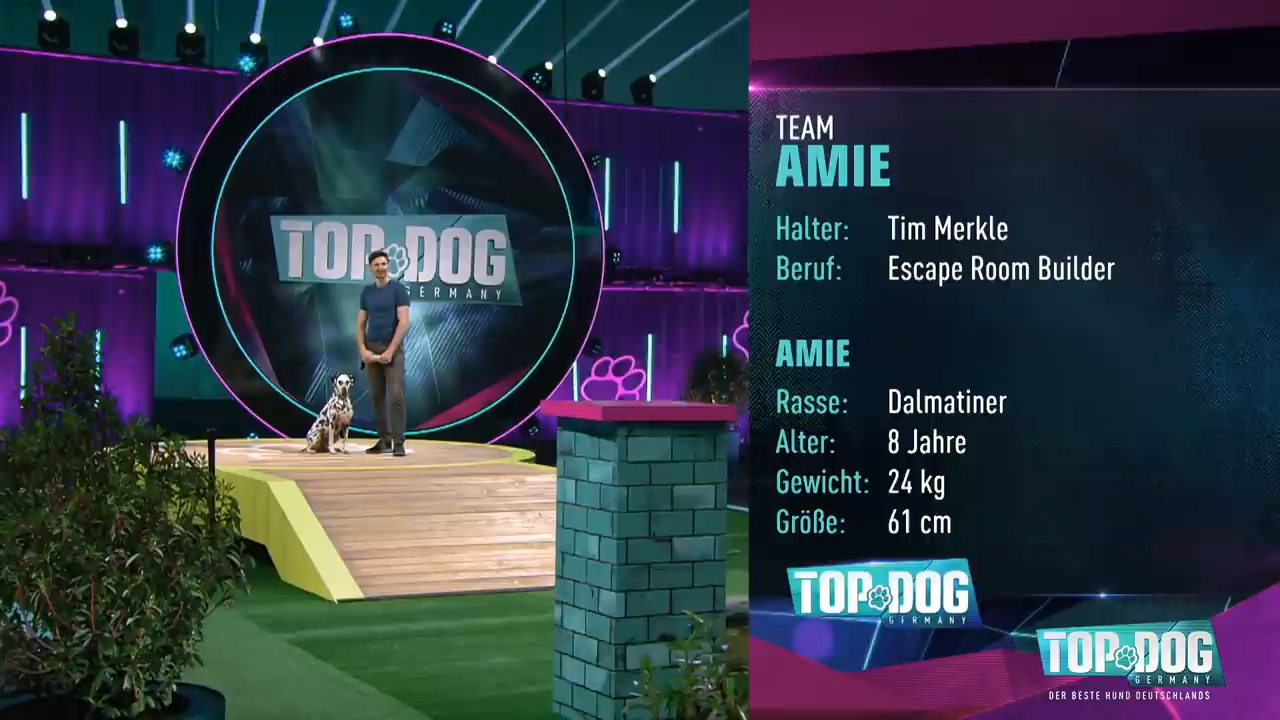 TOP DOG
GERMANY
TEAM
AMIE
Halter: Tim Merkle
Beruf: Escape Room Builder
AMIE
Rasse: Dalmatiner
Alter: 8 Jahre
Gewicht: 24 kg
Größe: 61 cm
TOP DOG
GERMANY
TOP DOG
GERMANY
DER BESTE HUND DEUTSCHLANDS